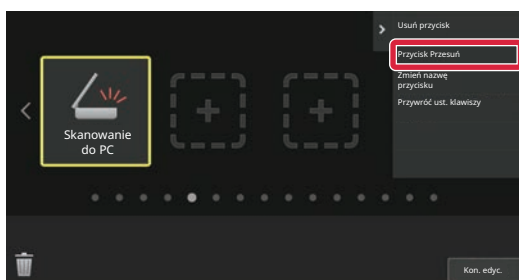 Usuń przycisk
Przycisk Przesuń
Zmień nazwę
przycisku
Przywróć ust. klawiszy
Skanowanie
do PC
Kon. edyc.